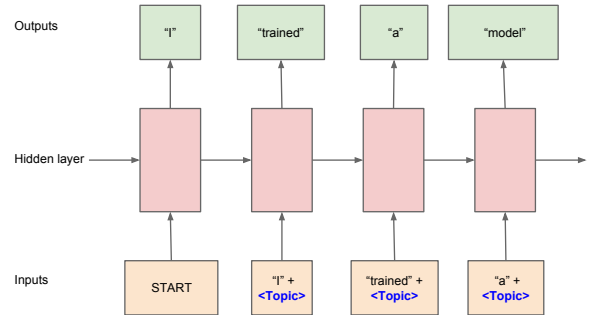 Outputs
“I”
“trained”
“a”
“model”
Hidden layer
Inputs
START
“I” +
<Topic>
“trained” +
<Topic>
“a” +
<Topic>